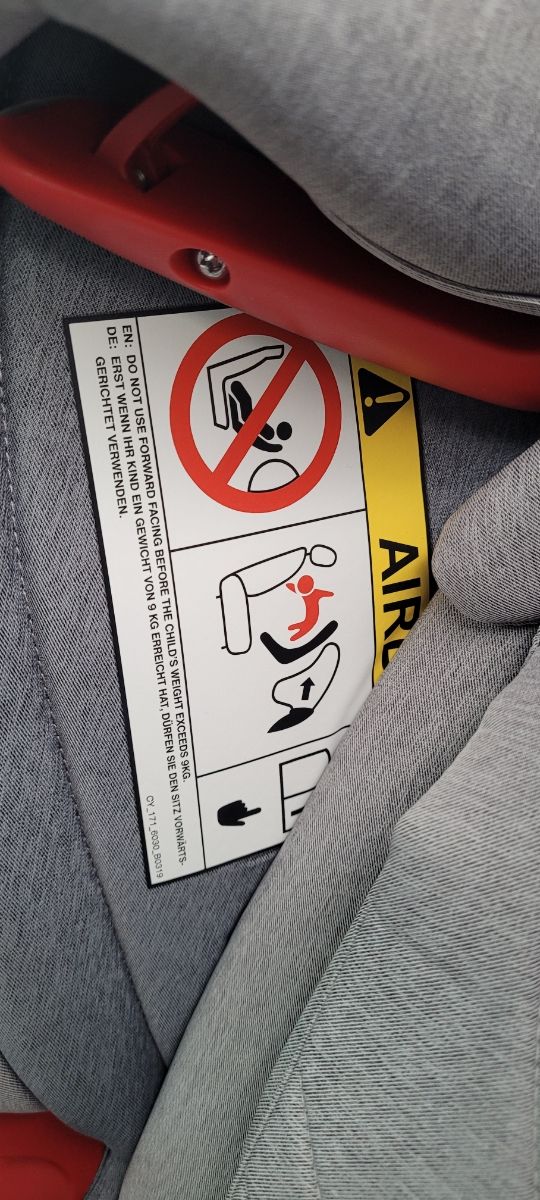 EN: DO NOT USE FORWARD FACING BEFORE THE CHILD'S WEIGHT EXCEEDS 9KG.
DE: ERST WENN IHR KIND EIN GEWICHT VON 9 KG ERREICHT HAT, DÜRFEN SIE DEN SITZ VORWÄRTS-
GERICHTET VERWENDEN.
CY_171_6030_B0319